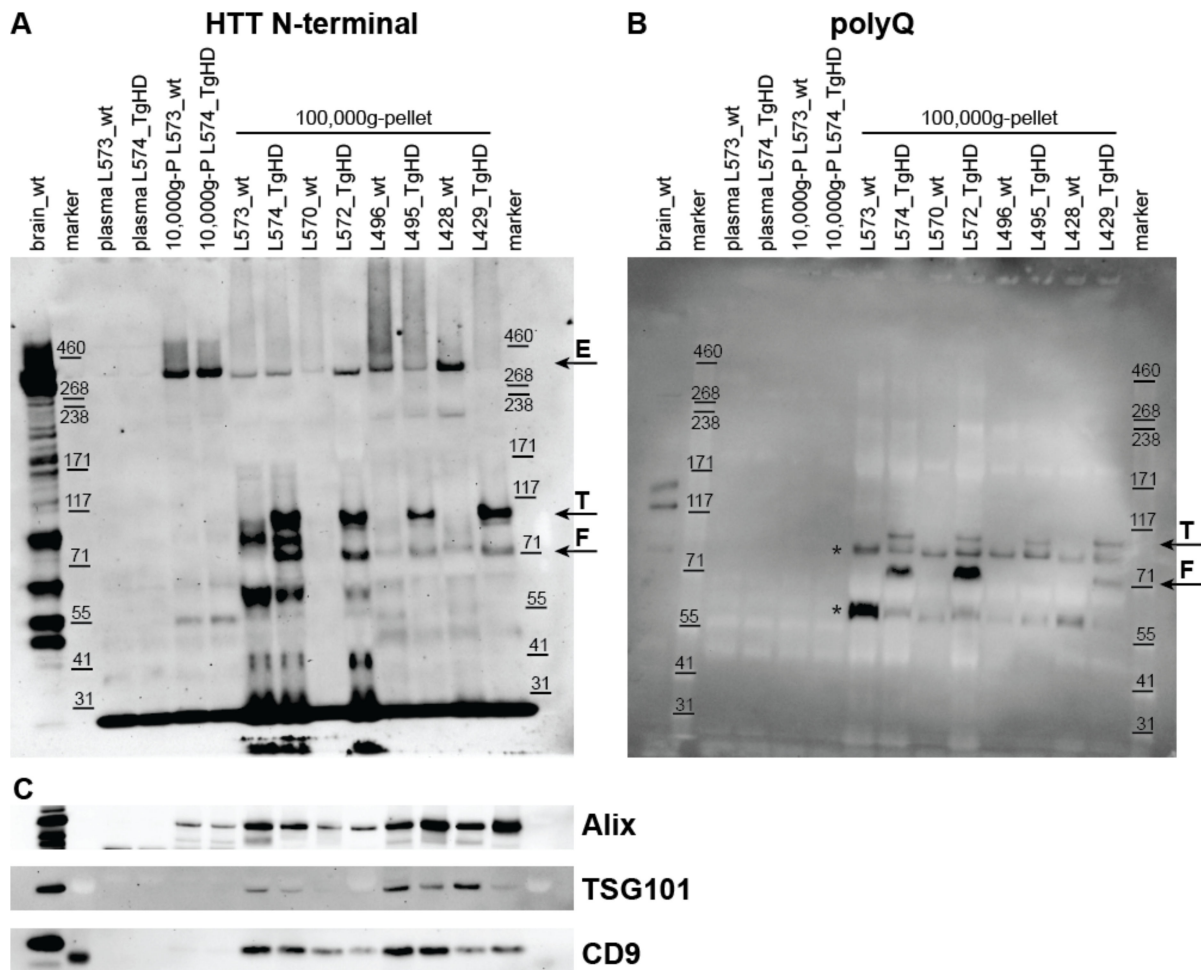 A HTT N-terminal
brain_wt
marker
plasma L573_wt
plasma L574_TgHD
10,000g-P L573_wt
10,000g-P L574_TgHD
100,000g-pellet
L573_wt
L574_TgHD
L570_wt
L572_TgHD
L496_wt
L495_TgHD
L428_wt
L429_TgHD
marker
460
268
238
171
117
71
55
41
31
460
268
238
171
117
71
55
41
31
E
T
F
B polyQ
brain_wt
marker
plasma L573_wt
plasma L574_TgHD
10,000g-P L573_wt
10,000g-P L574_TgHD
100,000g-pellet
L573_wt
L574_TgHD
L570_wt
L572_TgHD
L496_wt
L495_TgHD
L428_wt
L429_TgHD
marker
460
268
238
171
117
71
55
41
31
*
*
460
268
238
171
117
71
55
41
31
T
F
C
Alix
TSG101
CD9